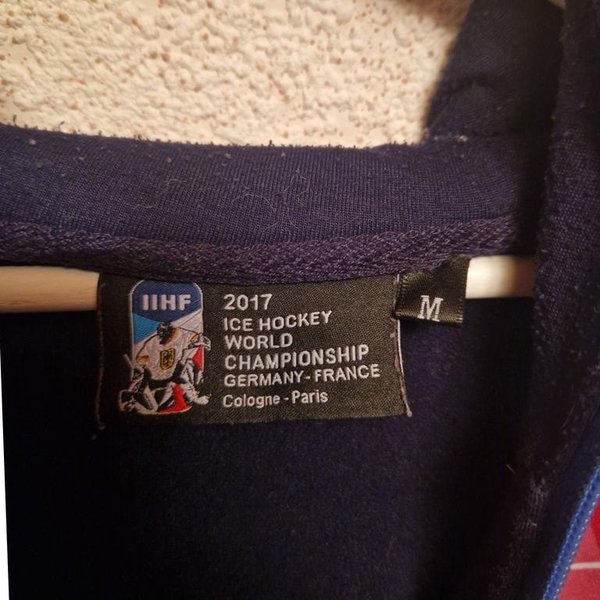 IIHF
2017
ICE HOCKEY
WORLD
CHAMPIONSHIP
GERMANY-FRANCE
Cologne - Paris
M